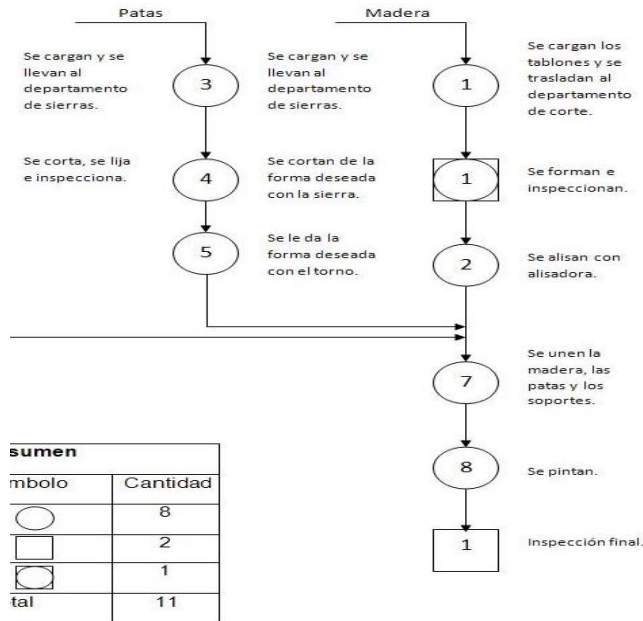 Patas
Madera
Se cargan y se
llevan al
departamento
de sierras.
3
Se cargan y se
llevan al
departamento
de sierras.
1
Se cargan los
tablones y se
trasladan al
departamento
de corte.
Se corta, se lija
e inspecciona.
4
Se cortan de la
forma deseada
con la sierra.
1
Se forman e
inspeccionan.
5
Se le da la
forma deseada
con el torno.
2
Se alisan con
alisadora.
7
Se unen la
madera, las
patas y los
soportes.
8
Se pintan.
1
Inspección final.
sumen
mbolo Cantidad
8
2
1
tal 11